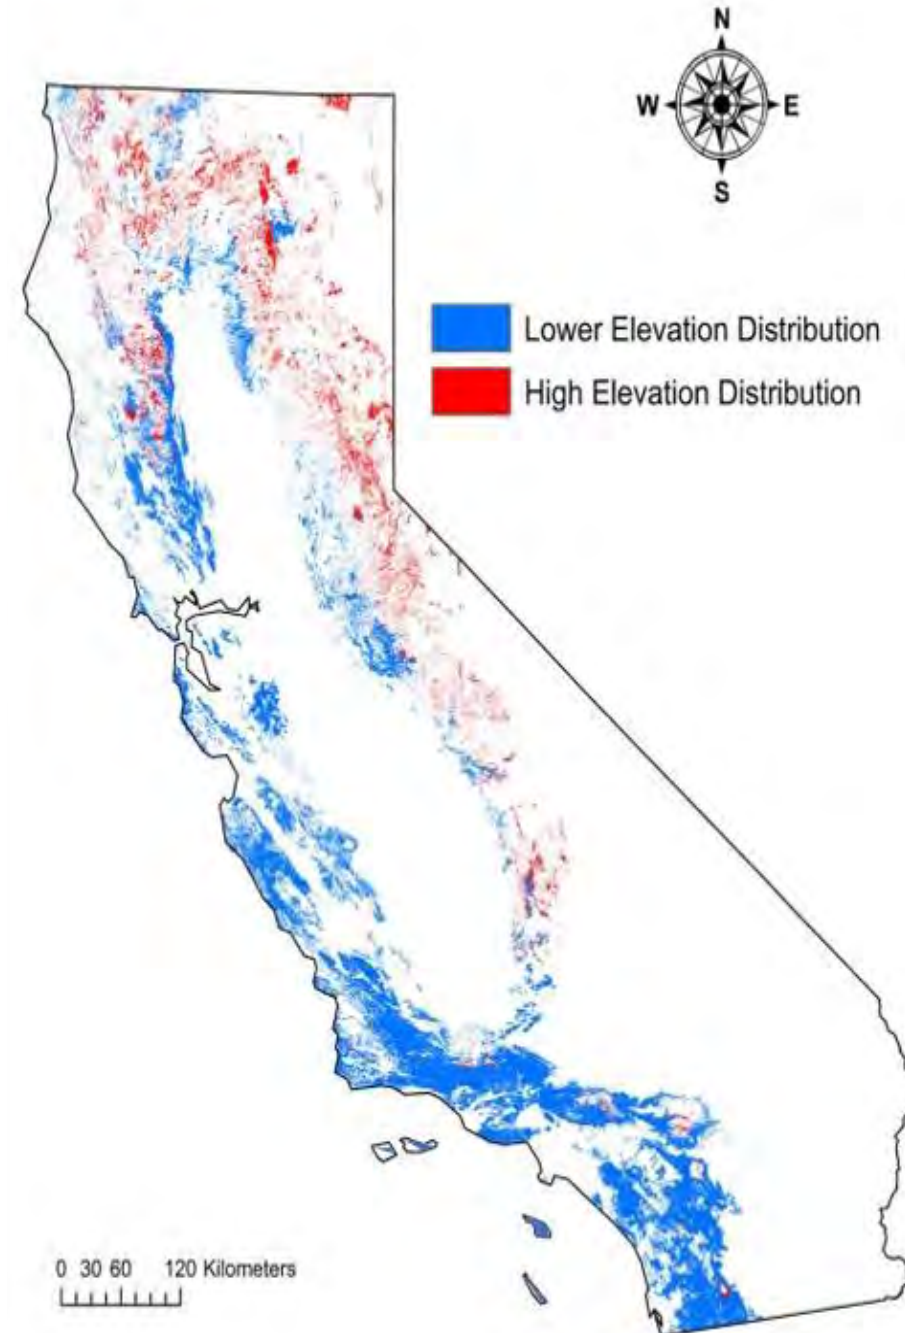 N
W E
S
Lower Elevation Distribution
High Elevation Distribution
0 30 60 120 Kilometers